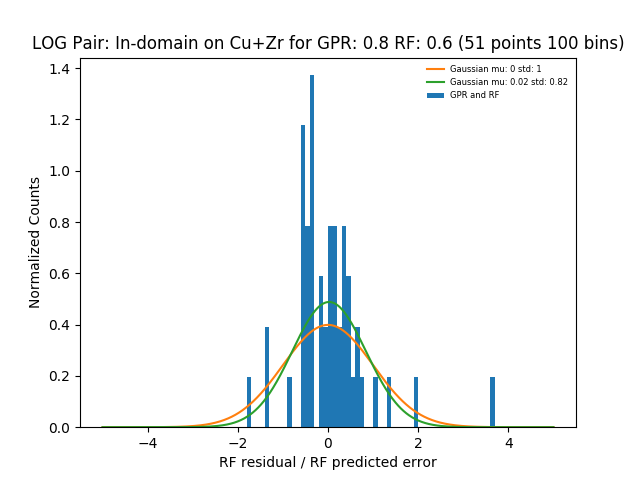 LOG Pair: In-domain on Cu+Zr for GPR: 0.8 RF: 0.6 (51 points 100 bins)
Gaussian mu: 0 std: 1
Gaussian mu: 0.02 std: 0.82
GPR and RF
Normalized Counts
1.4
1.2
1.0
0.8
0.6
0.4
0.2
0.0
−4 −2 0 2 4
RF residual / RF predicted error